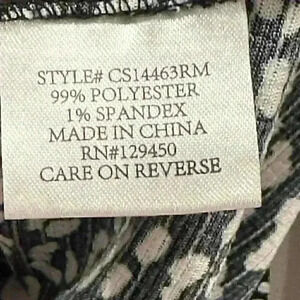 STYLE# CS14463RM
99% POLYESTER
1% SPANDEX
MADE IN CHINA
RN#129450
CARE ON REVERSE